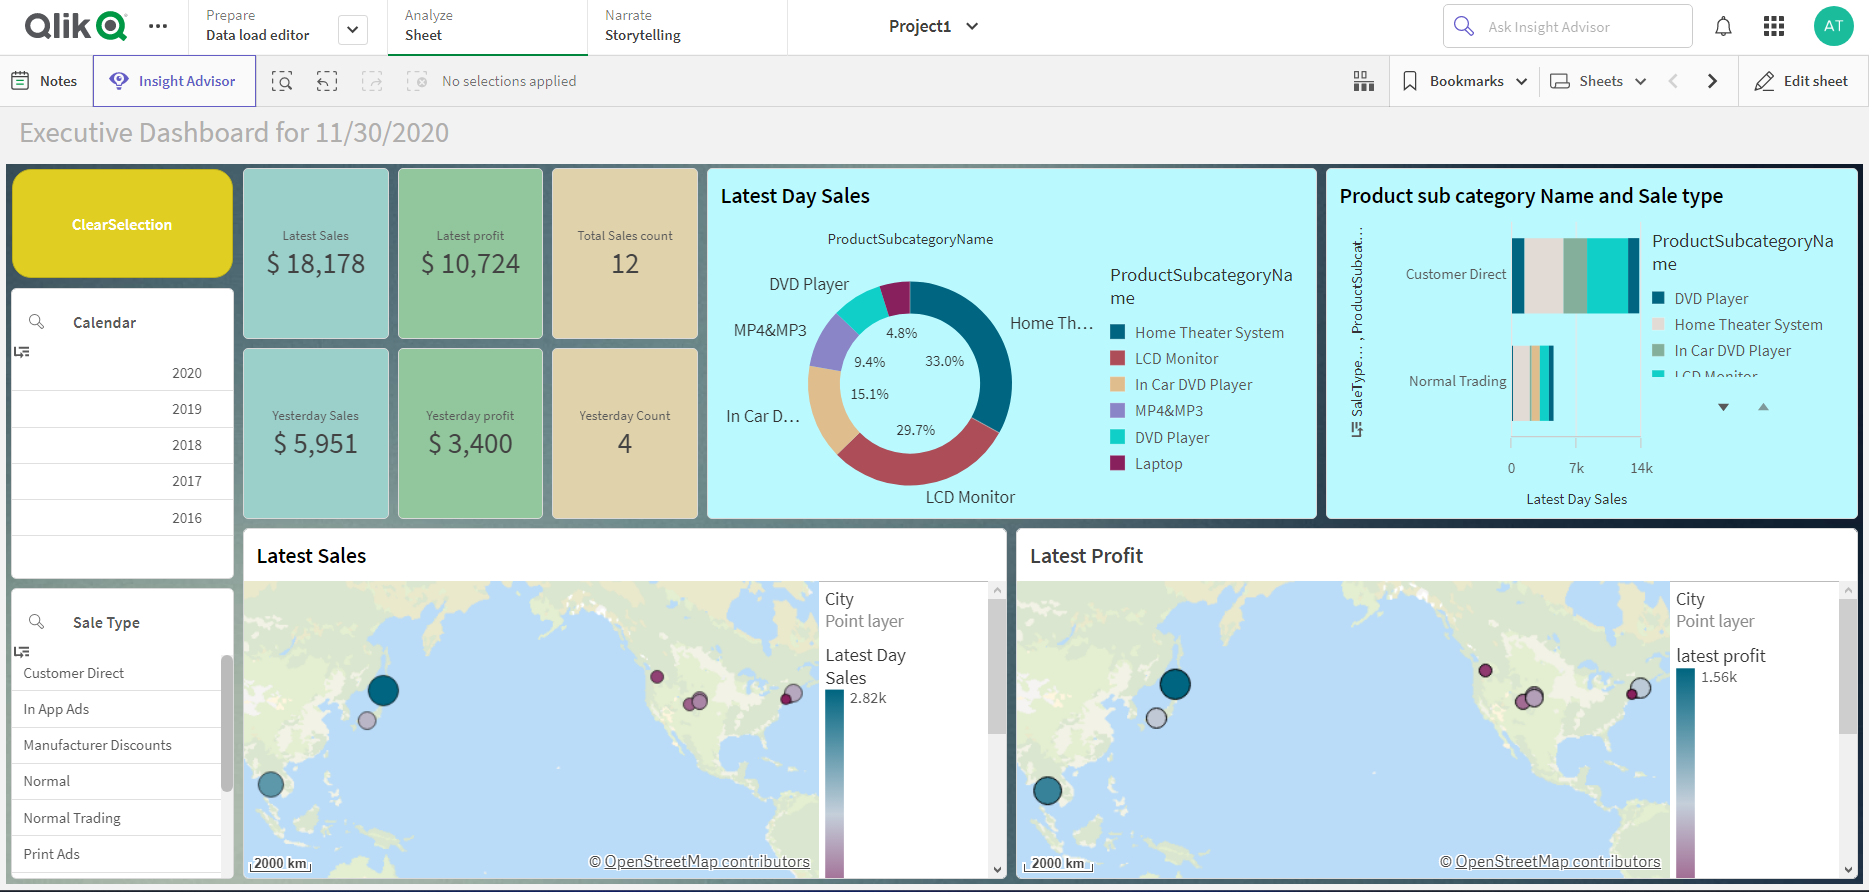 Qlik
Prepare
Data load editor
Analyze
Sheet
Narrate
Storytelling
Project1
Ask Insight Advisor
AT
Notes
Insight Advisor
No selections applied
Bookmarks
Sheets
Edit sheet
Executive Dashboard for 11/30/2020
ClearSelection
Calendar
2020
2019
2018
2017
2016
Sale Type
Customer Direct
In App Ads
Manufacturer Discounts
Normal
Normal Trading
Print Ads
Latest Sales
$ 18,178
Latest profit
$ 10,724
Total Sales count
12
Yesterday Sales
$ 5,951
Yesterday profit
$ 3,400
Yesterday Count
4
Latest Day Sales
ProductSubcategoryName
DVD Player
MP4&MP3
In Car D...
LCD Monitor
Home Th...
4.8%
9.4%
33.0%
15.1%
29.7%
ProductSubcategoryNa
me
Home Theater System
LCD Monitor
In Car DVD Player
MP4&MP3
DVD Player
Laptop
Product sub category Name and Sale type
SaleType... , ProductSubcat...
Customer Direct
Normal Trading
0
7k
14k
Latest Day Sales
ProductSubcategoryNa
me
DVD Player
Home Theater System
In Car DVD Player
LCD Monitor
Latest Sales
2000 km
© OpenStreetMap contributors
City
Point layer
Latest Day
Sales
2.82k
Latest Profit
2000 km
© OpenStreetMap contributors
City
Point layer
latest profit
1.56k